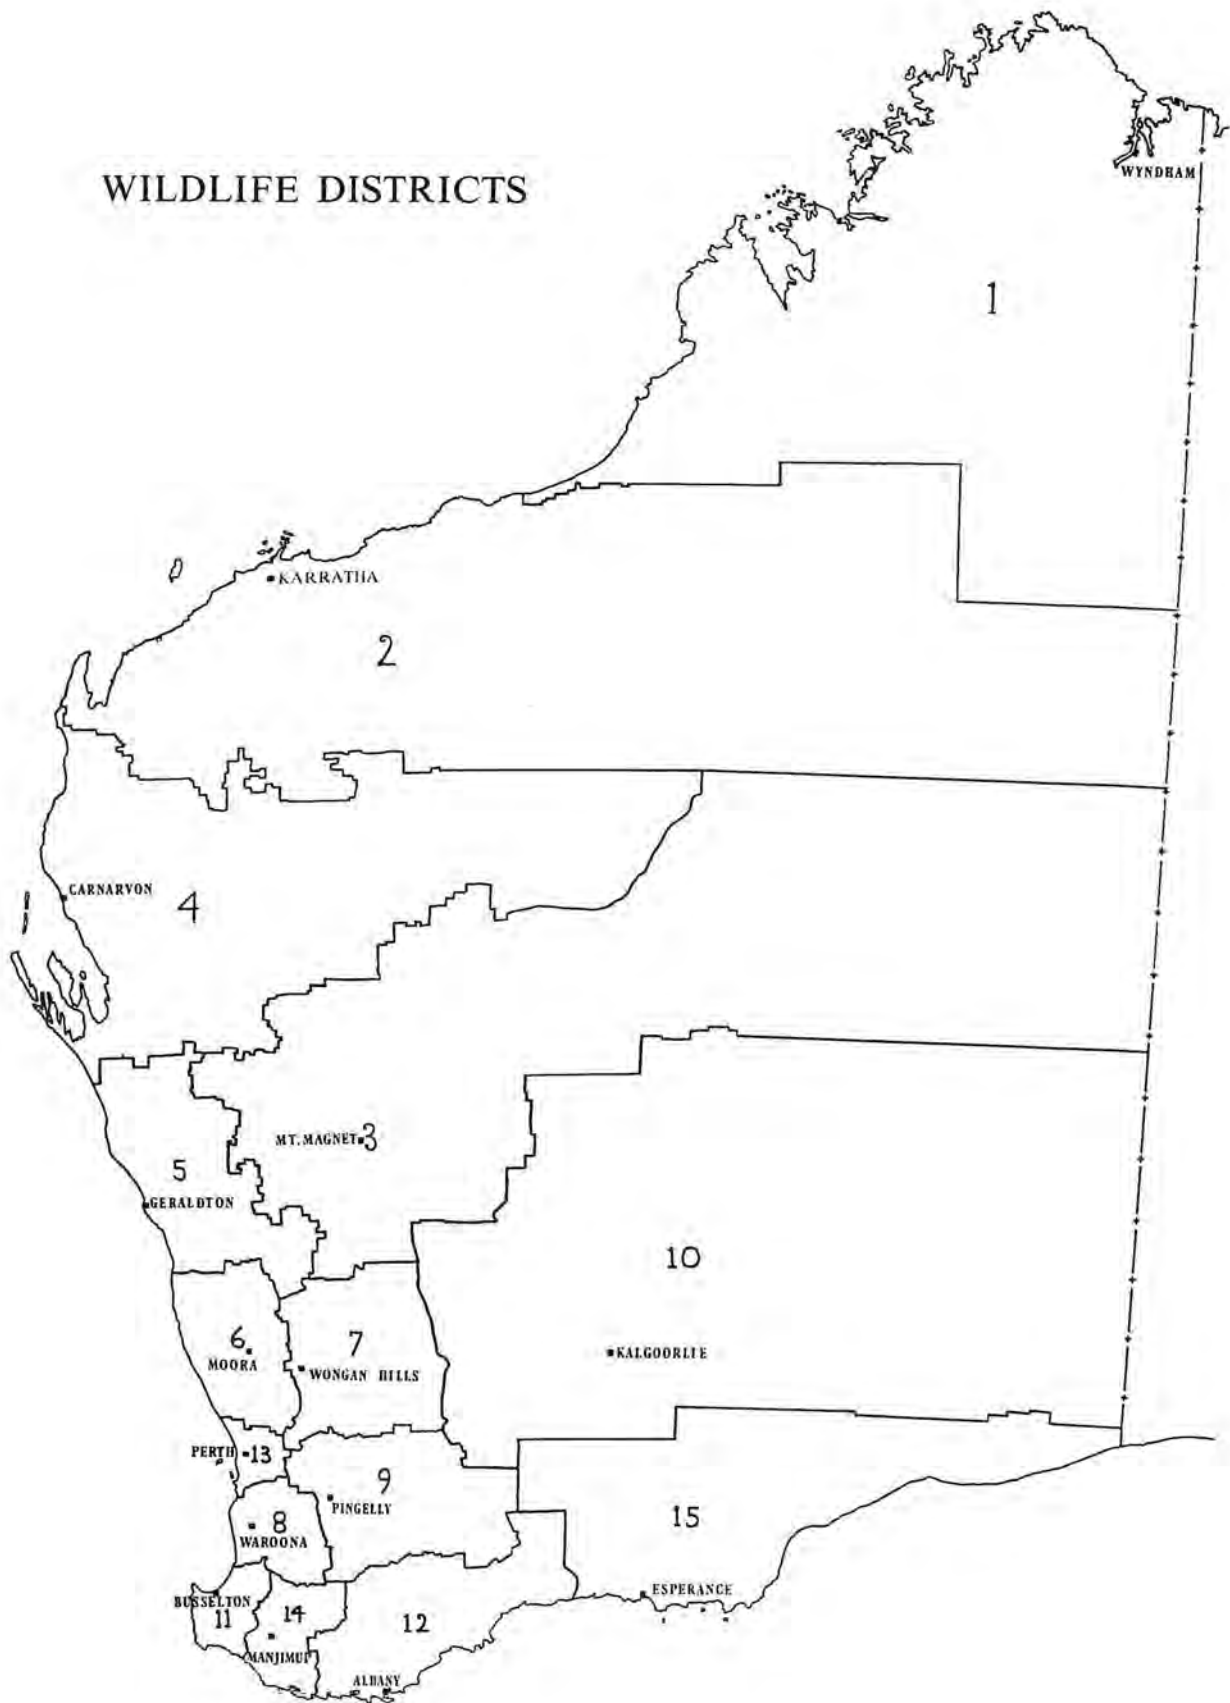 WILDLIFE DISTRICTS
WYNDHAM
1
KARRATHA
2
CARNARVON
4
MT. MAGNET 3
5
GERALDTON
10
6
7
MOORA
WONGAN HILLS
KALGOORLIE
PERTH 13
9
PINGELLY
8
WAROONA
15
BUSSELTON
ESPERANCE
11
14
12
MANJIMUP
ALBANY